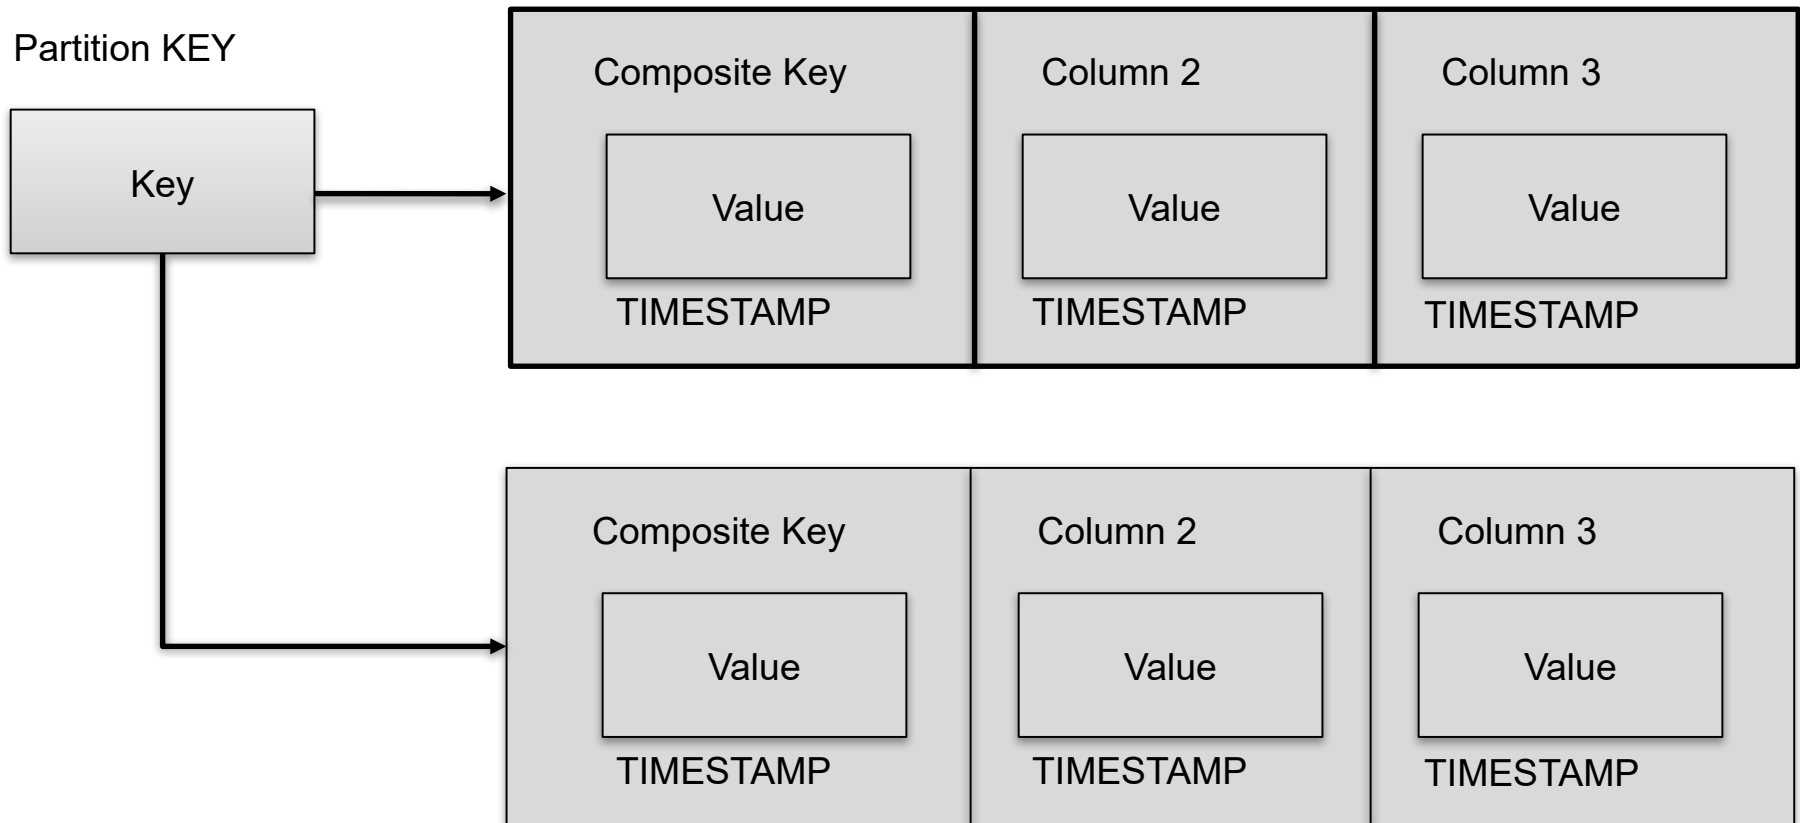 Partition KEY
Key
Composite Key Column 2 Column 3
Value Value Value
TIMESTAMP TIMESTAMP TIMESTAMP
Composite Key Column 2 Column 3
Value Value Value
TIMESTAMP TIMESTAMP TIMESTAMP